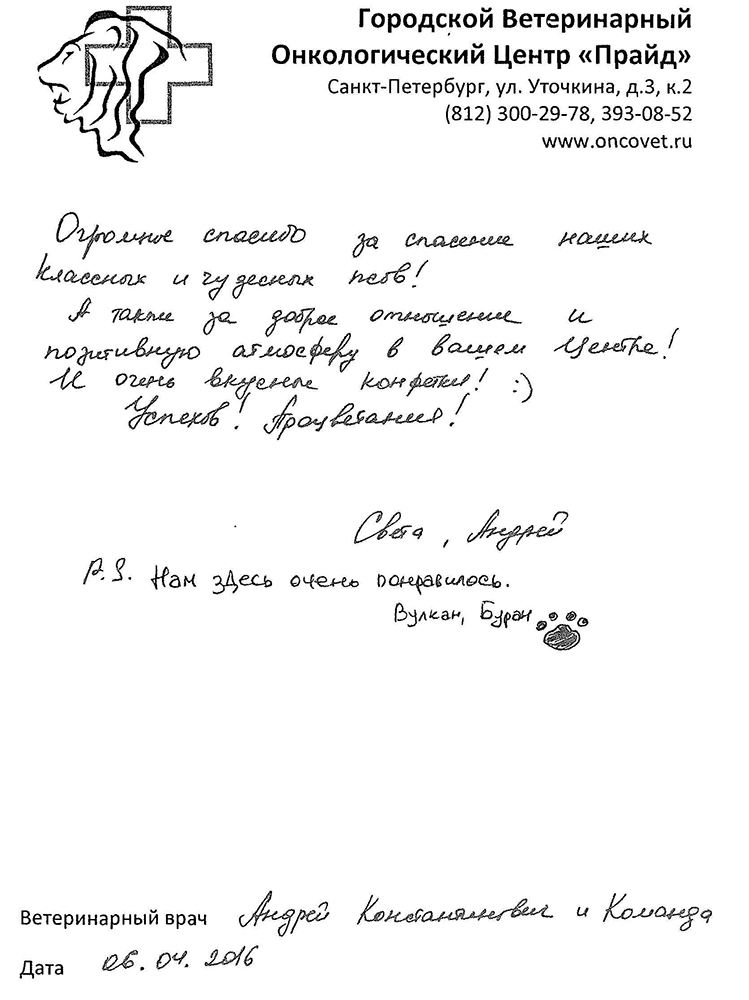 Городской Ветеринарный
Онкологический Центр «Прайд»
Санкт-Петербург, ул. Уточкина, д.3, к.2
(812) 300-29-78, 393-08-52
www.oncovet.ru
Огромное спасибо за спасение наших
классных и чудесных псов!
А также за доброе отношение и
позитивную атмосферу в вашем Центре!
И очень вкусные конфетки! :)
Успехов! Процветания!
Света, Андрей
P.S. Нам здесь очень понравилось.
Вулкан, Буран
Ветеринарный врач Андрей Константинович и Команда
Дата 06.04.2016